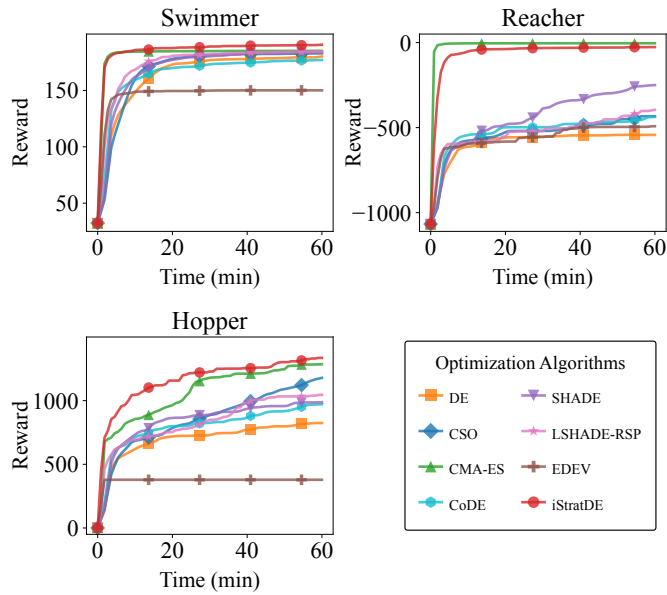 Swimmer
Reward
150
100
50
0
20
40
60
Time (min)
Reacher
Reward
0
−500
−1000
0
20
40
60
Time (min)
Hopper
Reward
1000
500
0
0
20
40
60
Time (min)
Optimization Algorithms
DE
SHADE
CSO
LSHADE-RSP
CMA-ES
EDEV
CoDE
iStratDE